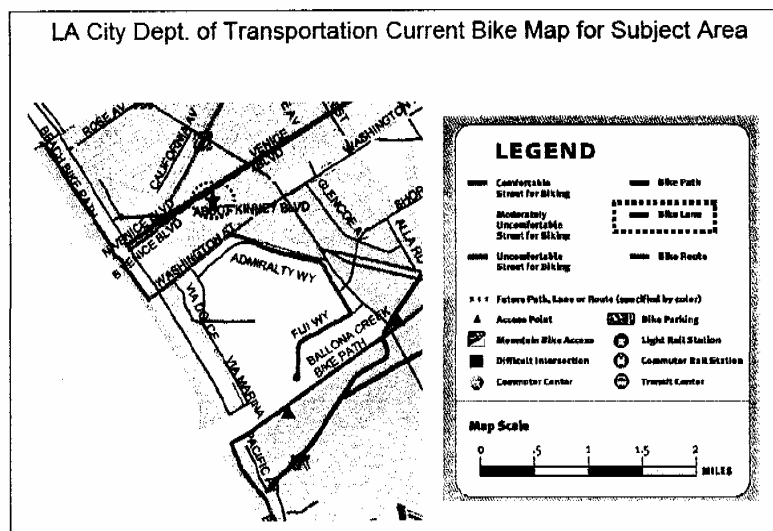 LA City Dept. of Transportation Current Bike Map for Subject Area
ROSE AV
BEACH BIKE PATH
CALIFORNIA AV
VENICE BLVD
WASHINGTON
N VENICE BLVD
S VENICE BLVD
ABBOT KINNEY BLVD
WASHINGTON ST
GLENCOE AV
ADMIRALTY WY
VIA DOLCE
FIJI WY
BALLONA CREEK
BIKE PATH
VIA MARINA
PACIFIC
LEGEND
Comfortable
Street for Biking
Bike Path
Moderately
Uncomfortable
Street for Biking
Bike Lane
Uncomfortable
Street for Biking
Bike Route
Future Path, Lane or Route (specified by color)
Access Point
Bike Parking
Mountain Bike Access
Light Rail Station
Difficult Intersection
Commuter Rail Station
Commuter Center
Transit Center
Map Scale
0 .5 1 1.5 2
MILES